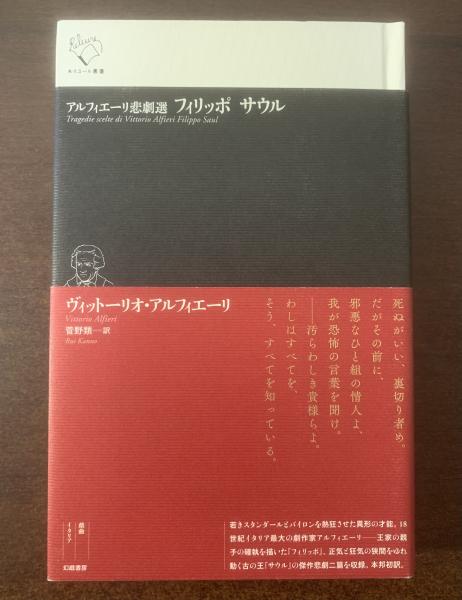 Reliure
ルリユール叢書
アルフィエーリ悲劇選 フィリッポ サウル
Tragedie scelte di Vittorio Alfieri Filippo Saul
ヴィットーリオ・アルフィエーリ
Vittorio Alfieri
菅野類＝訳
Rui Kanno
死ぬがいい、裏切り者め。
だがその前に、
邪悪なひと組の情人よ、
我が恐怖の言葉を聞け。
――汚らわしき貴様らよ。
わしはすべてを、
そう、すべてを知っている。
戯曲
イタリア
幻戯書房
若きスタンダールとバイロンを熱狂させた異形の才能。18
世紀イタリア最大の劇作家アルフィエーリ――王家の親
子の確執を描いた『フィリッポ』、正気と狂気の狭間をゆれ
動く古の王『サウル』の傑作悲劇二篇を収録。本邦初訳。